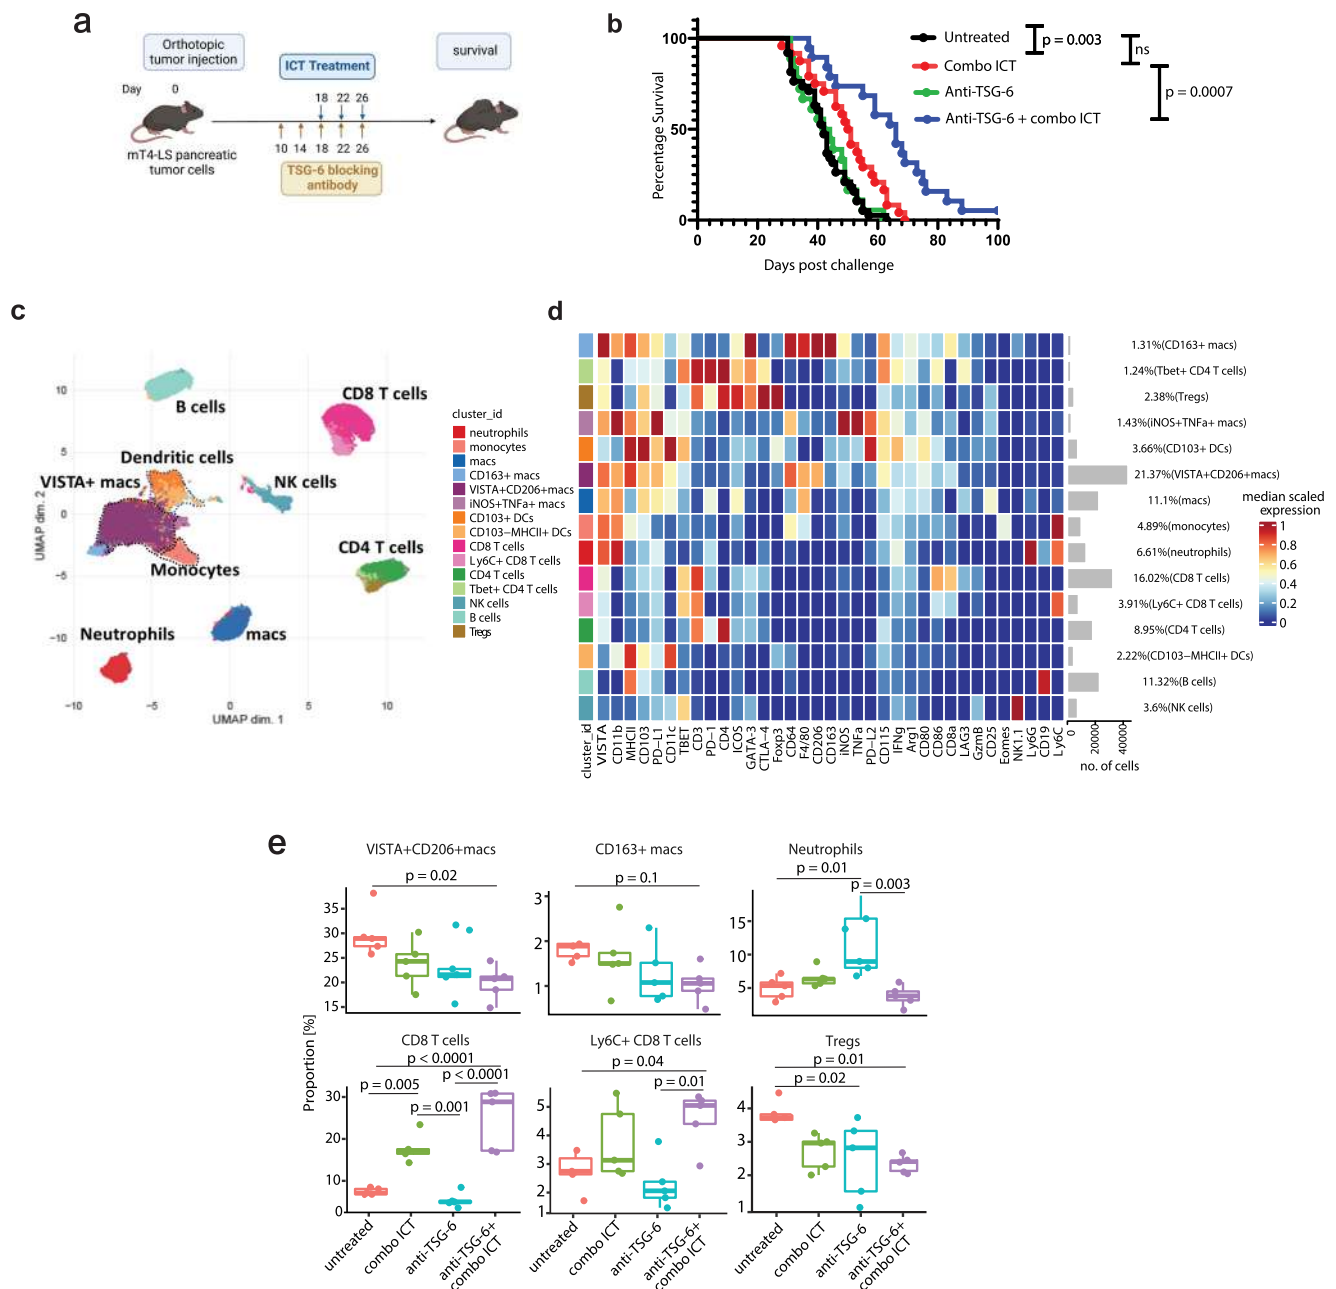 a
Orthotopic
tumor injection
ICT Treatment
survival
Day 0
18 22 26
10 14 18 22 26
mT4-LS pancreatic
tumor cells
TSG-6 blocking
antibody
b
Percentage Survival
100
50
0
0 20 40 60 80 100
Days post challenge
Untreated
Combo ICT
Anti-TSG-6
Anti-TSG-6 + combo ICT
p = 0.003
ns
p = 0.0007
c
UMAP dim. 2
10
5
0
−5
−10
−10 −5 0 5 10
UMAP dim. 1
B cells
CD8 T cells
Dendritic cells
VISTA+ macs
NK cells
CD4 T cells
Monocytes
Neutrophils
macs
cluster_id
neutrophils
monocytes
macs
CD163+ macs
VISTA+CD206+macs
iNOS+TNFa+ macs
CD103+ DCs
CD103−MHCII+ DCs
CD8 T cells
Ly6C+ CD8 T cells
CD4 T cells
Tbet+ CD4 T cells
NK cells
B cells
Tregs
d
1.31%(CD163+ macs)
1.24%(Tbet+ CD4 T cells)
2.38%(Tregs)
1.43%(iNOS+TNFa+ macs)
3.66%(CD103+ DCs)
21.37%(VISTA+CD206+macs)
11.1%(macs)
4.89%(monocytes)
6.61%(neutrophils)
16.02%(CD8 T cells)
3.91%(Ly6C+ CD8 T cells)
8.95%(CD4 T cells)
2.22%(CD103−MHCII+ DCs)
11.32%(B cells)
3.6%(NK cells)
cluster_id
VISTA
CD11b
MHCII
CD103
PD−L1
CD11c
TBET
CD3
PD−1
CD4
ICOS
GATA−3
CTLA−4
Foxp3
CD64
F4/80
CD206
CD163
iNOS
TNFa
PD−L2
CD115
IFNg
Arg1
CD80
CD86
CD8a
LAG3
GzmB
CD25
Eomes
NK1.1
Ly6G
CD19
Ly6C
0
20000
40000
no. of cells
median scaled
expression
1
0.8
0.6
0.4
0.2
0
e
Proportion [%]
VISTA+CD206+macs
p = 0.02
35
30
25
20
15
CD163+ macs
p = 0.1
3
2
1
Neutrophils
p = 0.01
p = 0.003
15
10
5
CD8 T cells
p < 0.0001
p = 0.005
p < 0.0001
p = 0.001
30
20
10
0
untreated
combo ICT
anti-TSG-6
anti-TSG-6+
combo ICT
Ly6C+ CD8 T cells
p = 0.04
p = 0.01
5
4
3
2
1
untreated
combo ICT
anti-TSG-6
anti-TSG-6+
combo ICT
Tregs
p = 0.01
p = 0.02
4
3
2
1
untreated
combo ICT
anti-TSG-6
anti-TSG-6+
combo ICT